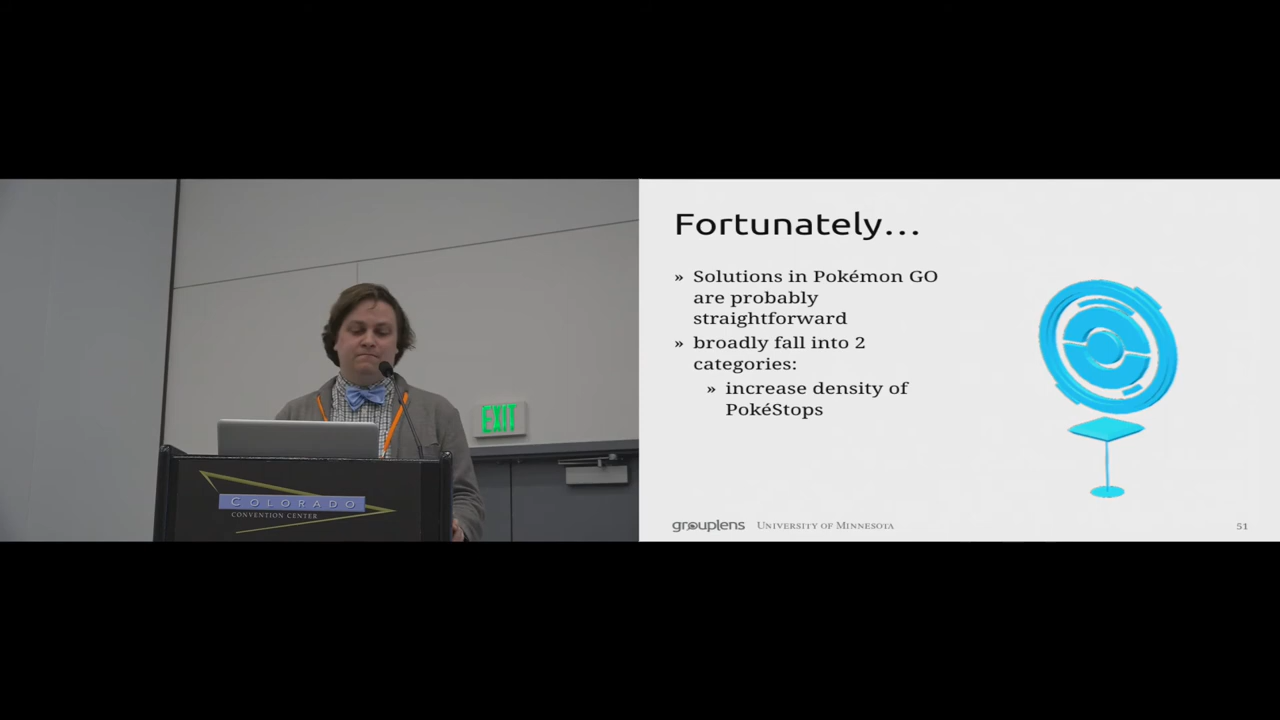 EXIT
COLORADO
CONVENTION CENTER
Fortunately...
» Solutions in Pokémon GO
are probably
straightforward
» broadly fall into 2
categories:
» increase density of
PokéStops
grouplens UNIVERSITY OF MINNESOTA
51